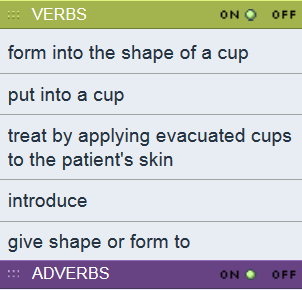 VERBS ON OFF
form into the shape of a cup
put into a cup
treat by applying evacuated cups
to the patient's skin
introduce
give shape or form to
ADVERBS ON OFF